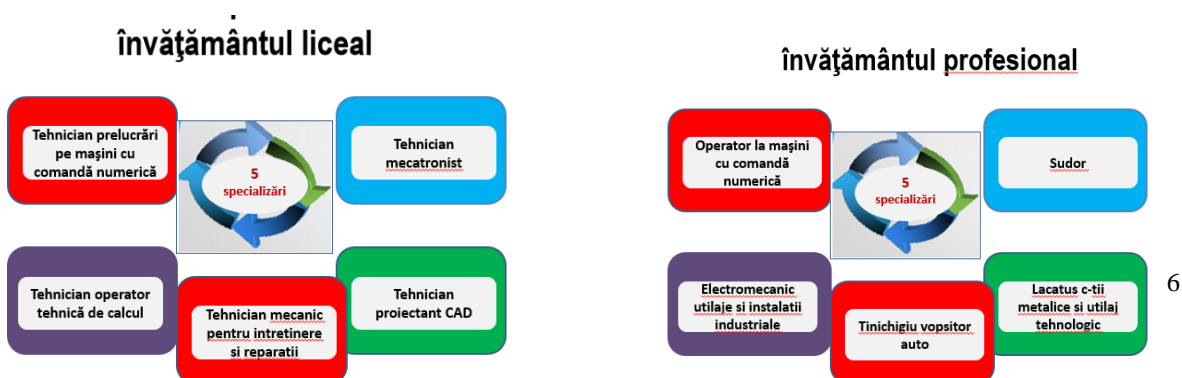 învăţământul liceal
Tehnician prelucrări
pe maşini cu
comandă numerică
Tehnician
mecatronist
5
specializări
Tehnician operator
tehnică de calcul
Tehnician mecanic
pentru intretinere
si reparatii
Tehnician
proiectant CAD
învăţământul profesional
Operator la maşini
cu comandă
numerică
Sudor
5
specializări
Electromecanic
utilaje si instalatii
industriale
Tinichigiu vopsitor
auto
Lacatus c-tii
metalice si utilaj
tehnologic
6